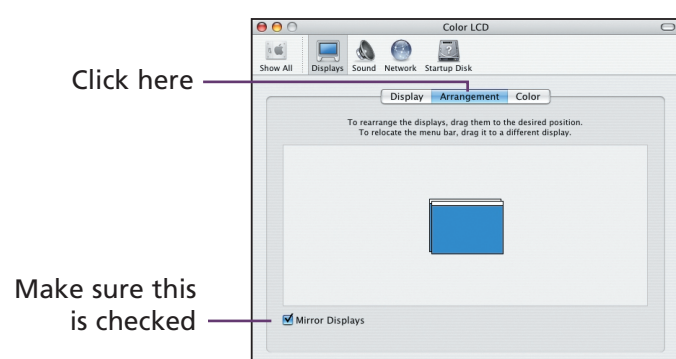 Color LCD
Show All Displays Sound Network Startup Disk
Click here
Display Arrangement Color
To rearrange the displays, drag them to the desired position.
To relocate the menu bar, drag it to a different display.
Make sure this
is checked
Mirror Displays